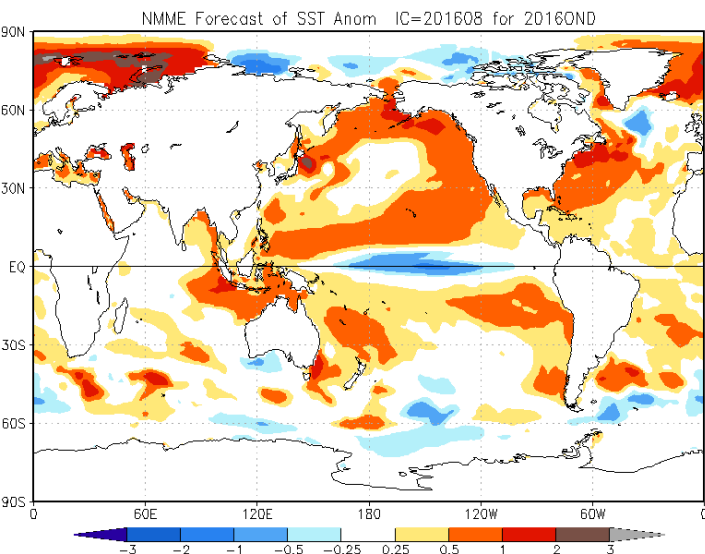 NMME Forecast of SST Anom IC=201608 for 2016OND
90N
60N
30N
EQ
30S
60S
90S
0 60E 120E 180 120W 60W 0
-3 -2 -1 -0.5 -0.25 0.25 0.5 1 2 3